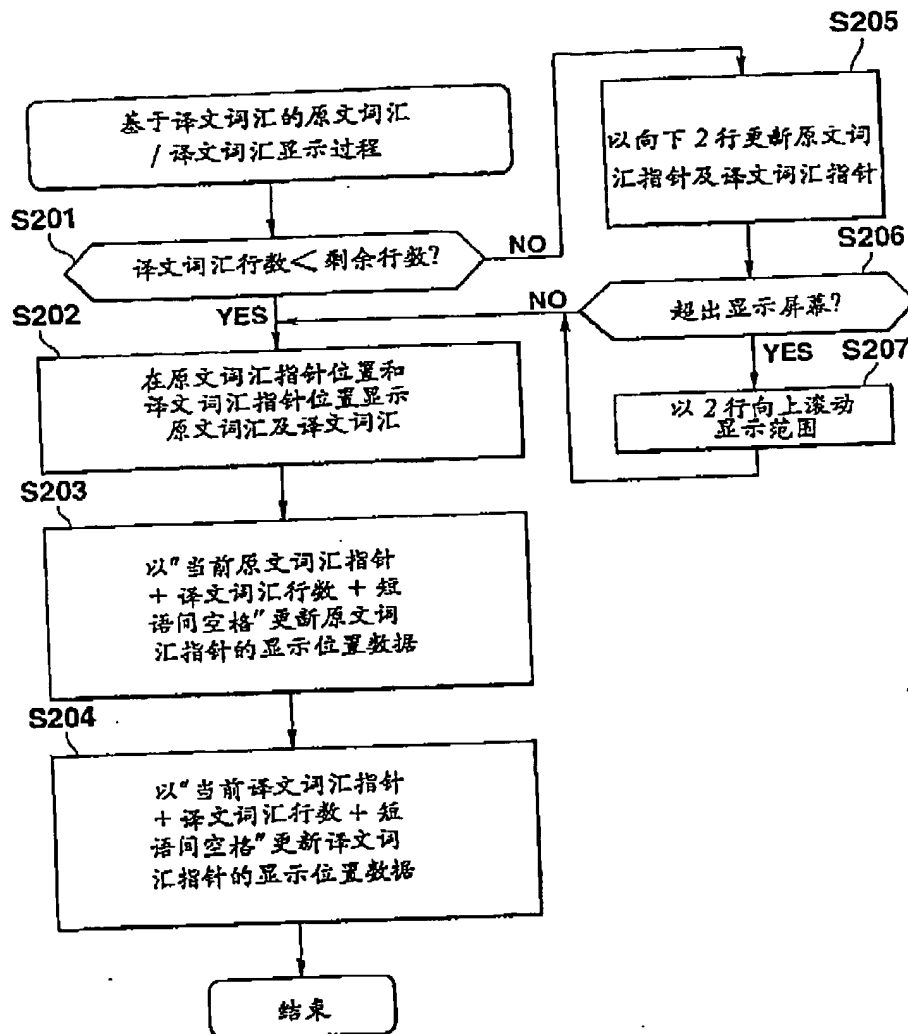 基于译文词汇的原文词汇
/译文词汇显示过程
S201
译文词汇行数<剩余行数?
NO
YES
S202
在原文词汇指针位置和
译文词汇指针位置显示
原文词汇及译文词汇
S203
以"当前原文词汇指针
+译文词汇行数+短
语间空格"更新原文词
汇指针的显示位置数据
S204
以"当前译文词汇指针
+译文词汇行数+短
语间空格"更新译文词
汇指针的显示位置数据
结束
S205
以向下2行更新原文词
汇指针及译文词汇指针
S206
超出显示屏幕?
NO
YES
S207
以2行向上滚动
显示范围